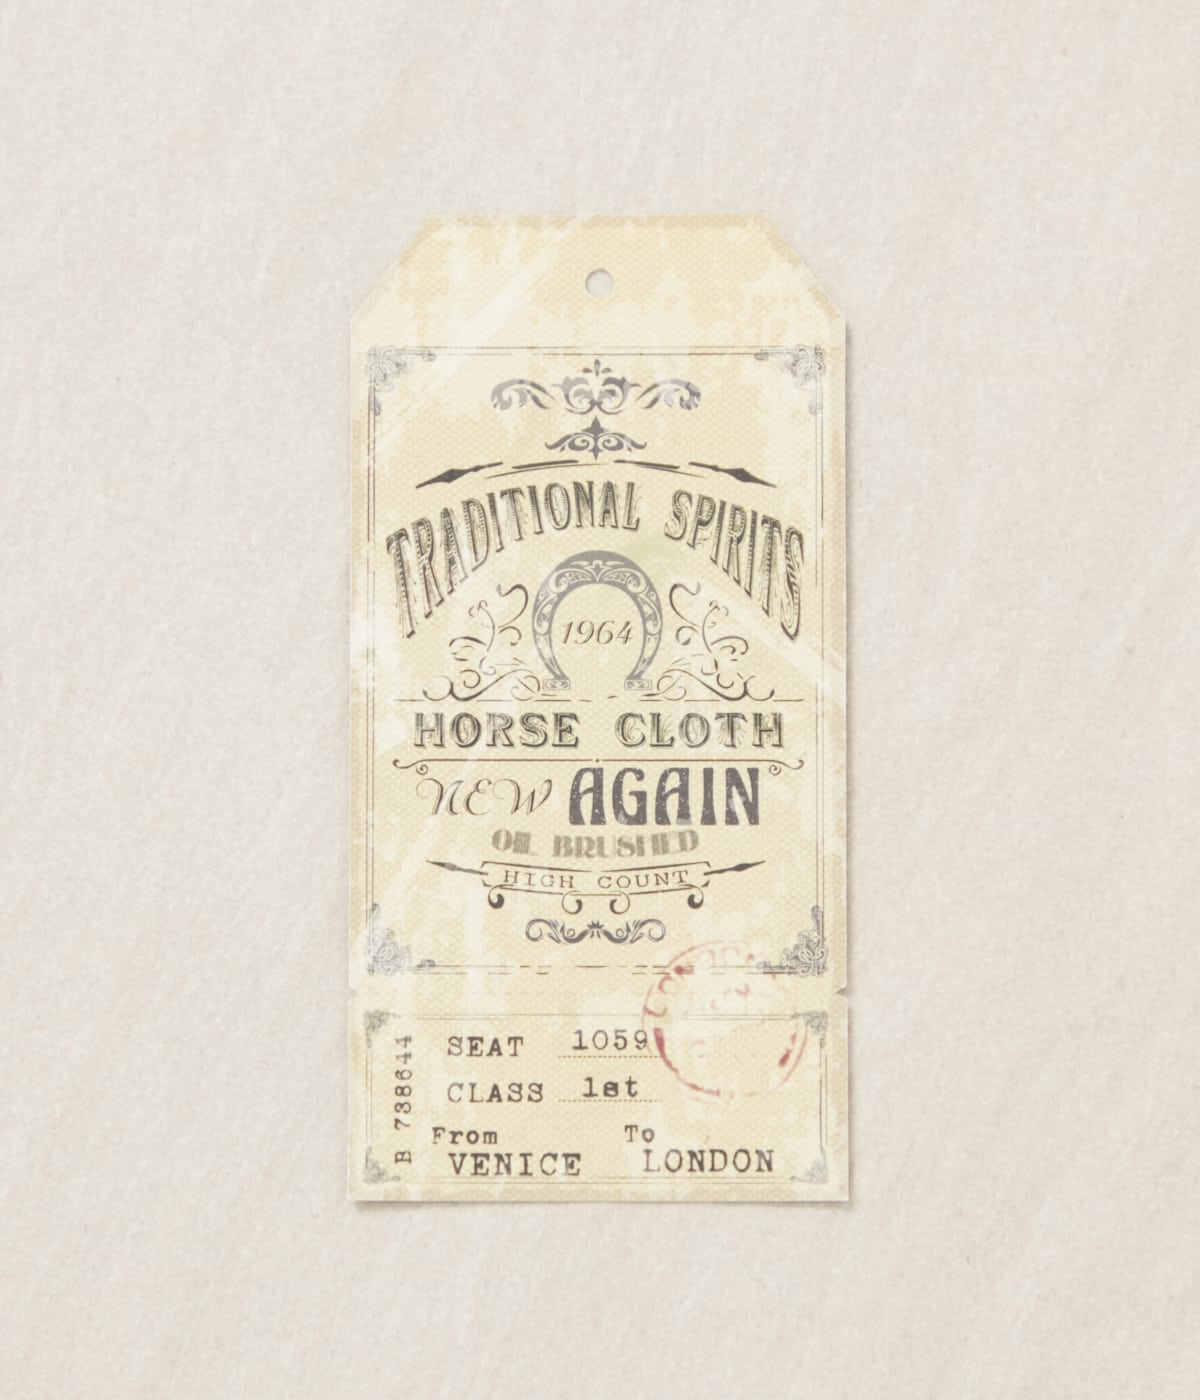 TRADITIONAL SPIRITS
1964
HORSE CLOTH
NEW AGAIN
OIL BRUSHED
HIGH COUNT
SEAT 1059
CLASS 1st
From To
VENICE LONDON
B 738644